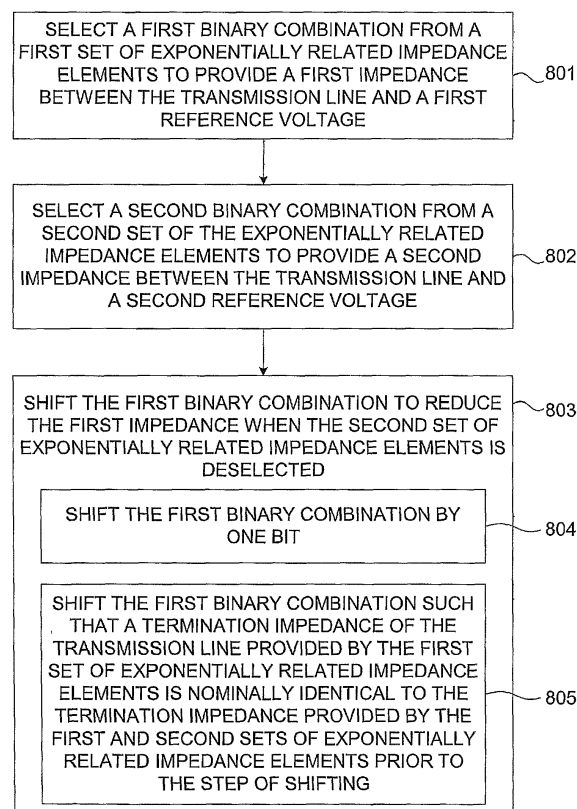 SELECT A FIRST BINARY COMBINATION FROM A
FIRST SET OF EXPONENTIALLY RELATED IMPEDANCE
ELEMENTS TO PROVIDE A FIRST IMPEDANCE
BETWEEN THE TRANSMISSION LINE AND A FIRST
REFERENCE VOLTAGE
801
SELECT A SECOND BINARY COMBINATION FROM A
SECOND SET OF THE EXPONENTIALLY RELATED
IMPEDANCE ELEMENTS TO PROVIDE A SECOND
IMPEDANCE BETWEEN THE TRANSMISSION LINE AND
A SECOND REFERENCE VOLTAGE
802
SHIFT THE FIRST BINARY COMBINATION TO REDUCE
THE FIRST IMPEDANCE WHEN THE SECOND SET OF
EXPONENTIALLY RELATED IMPEDANCE ELEMENTS IS
DESELECTED
803
SHIFT THE FIRST BINARY COMBINATION BY
ONE BIT
804
SHIFT THE FIRST BINARY COMBINATION SUCH
THAT A TERMINATION IMPEDANCE OF THE
TRANSMISSION LINE PROVIDED BY THE FIRST
SET OF EXPONENTIALLY RELATED IMPEDANCE
ELEMENTS IS NOMINALLY IDENTICAL TO THE
TERMINATION IMPEDANCE PROVIDED BY THE
FIRST AND SECOND SETS OF EXPONENTIALLY
RELATED IMPEDANCE ELEMENTS PRIOR TO
THE STEP OF SHIFTING
805